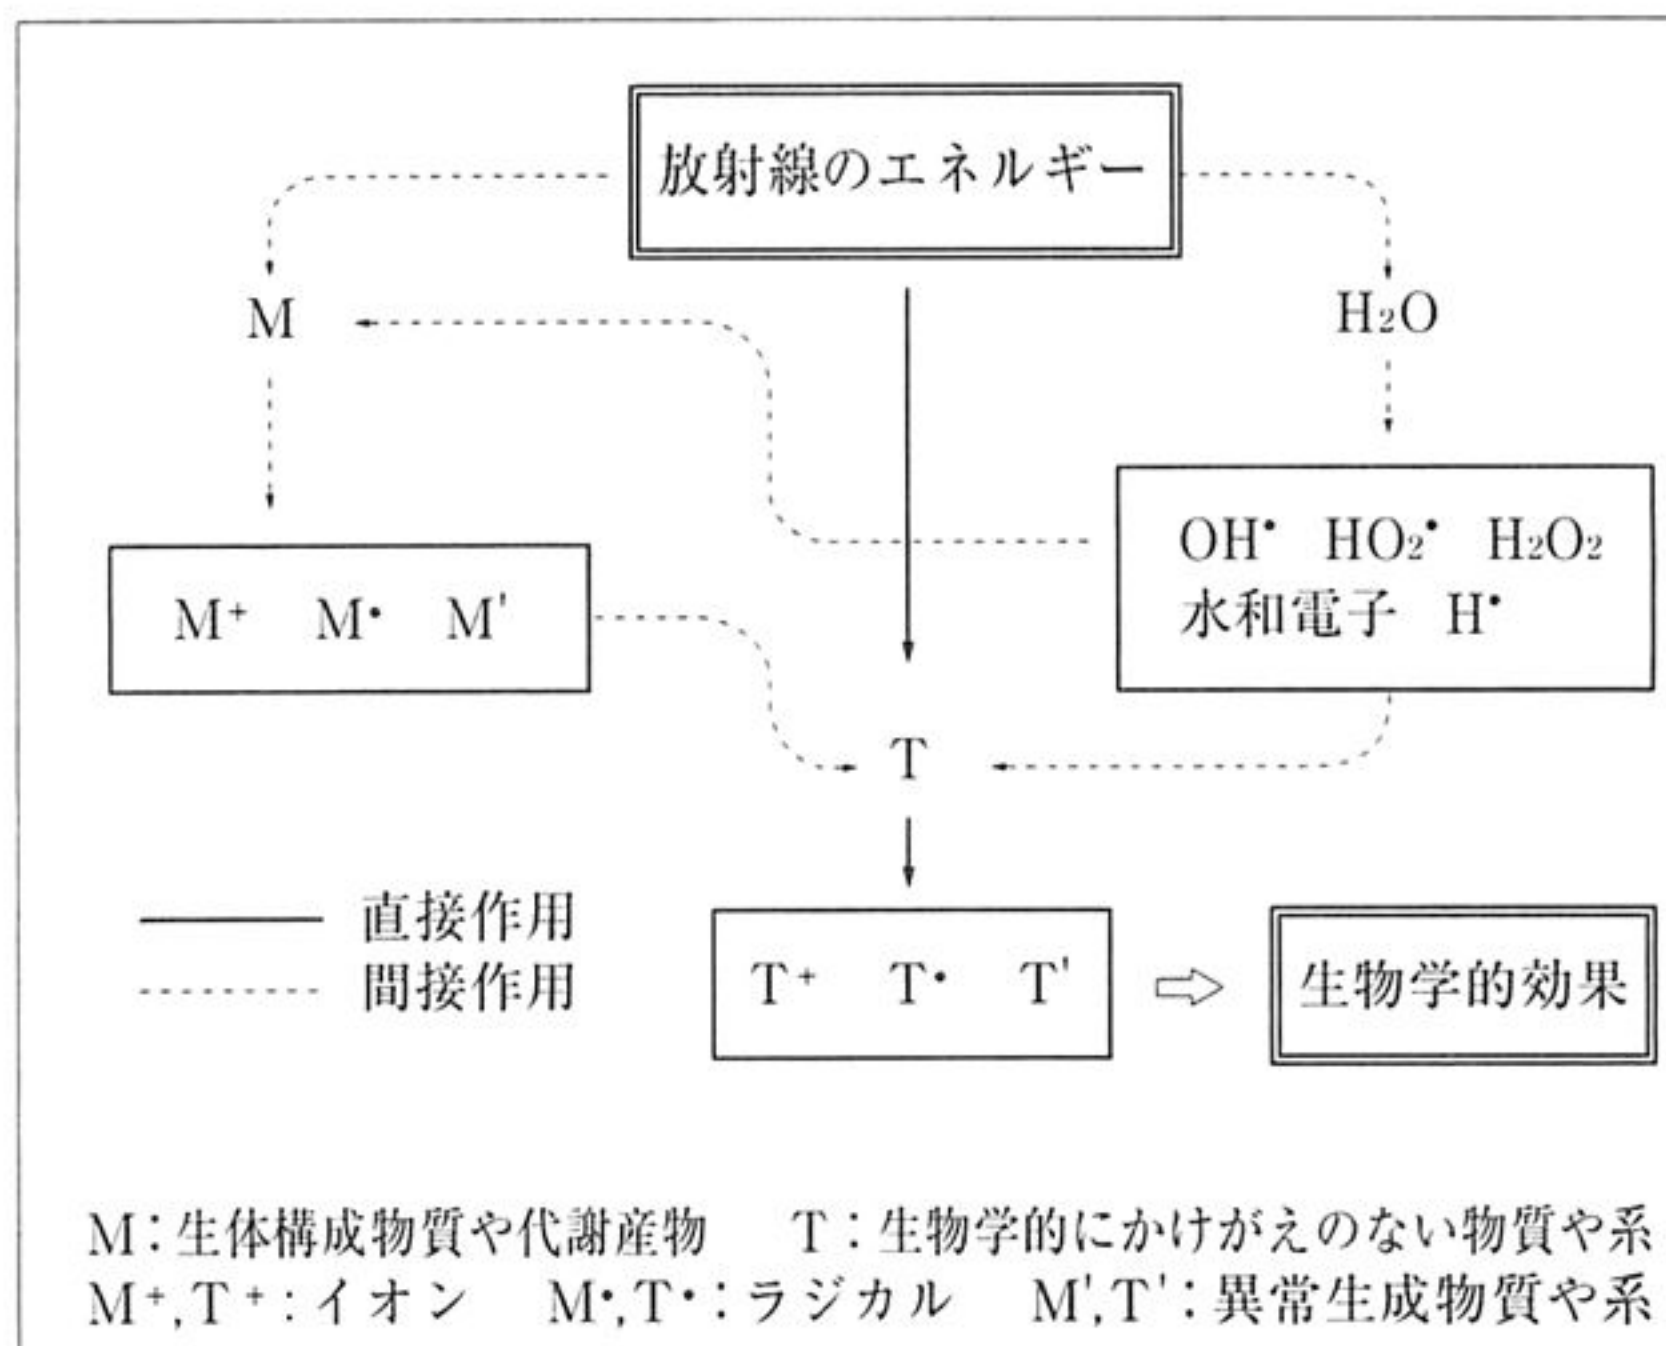 放射線のエネルギー
M
H₂O
OH• HO₂• H₂O₂
水和電子 H•
M⁺ M• M'
T
直接作用
間接作用
T⁺ T• T' ⇨ 生物学的効果
M:生体構成物質や代謝産物 T:生物学的にかけがえのない物質や系
M⁺,T⁺:イオン M•,T•:ラジカル M',T':異常生成物質や系